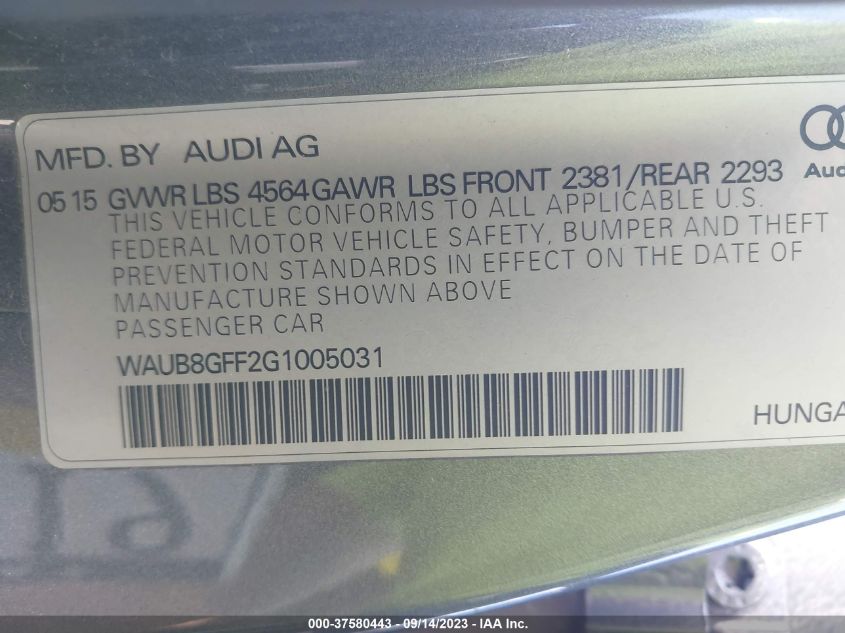 MFD. BY AUDI AG
05 15 GVWR LBS 4564 GAWR LBS FRONT 2381/REAR 2293
THIS VEHICLE CONFORMS TO ALL APPLICABLE U.S.
FEDERAL MOTOR VEHICLE SAFETY, BUMPER AND THEFT
PREVENTION STANDARDS IN EFFECT ON THE DATE OF
MANUFACTURE SHOWN ABOVE
PASSENGER CAR
WAUB8GFF2G1005031
HUNGA
Aud
000-37580443 - 09/14/2023 - IAA Inc.